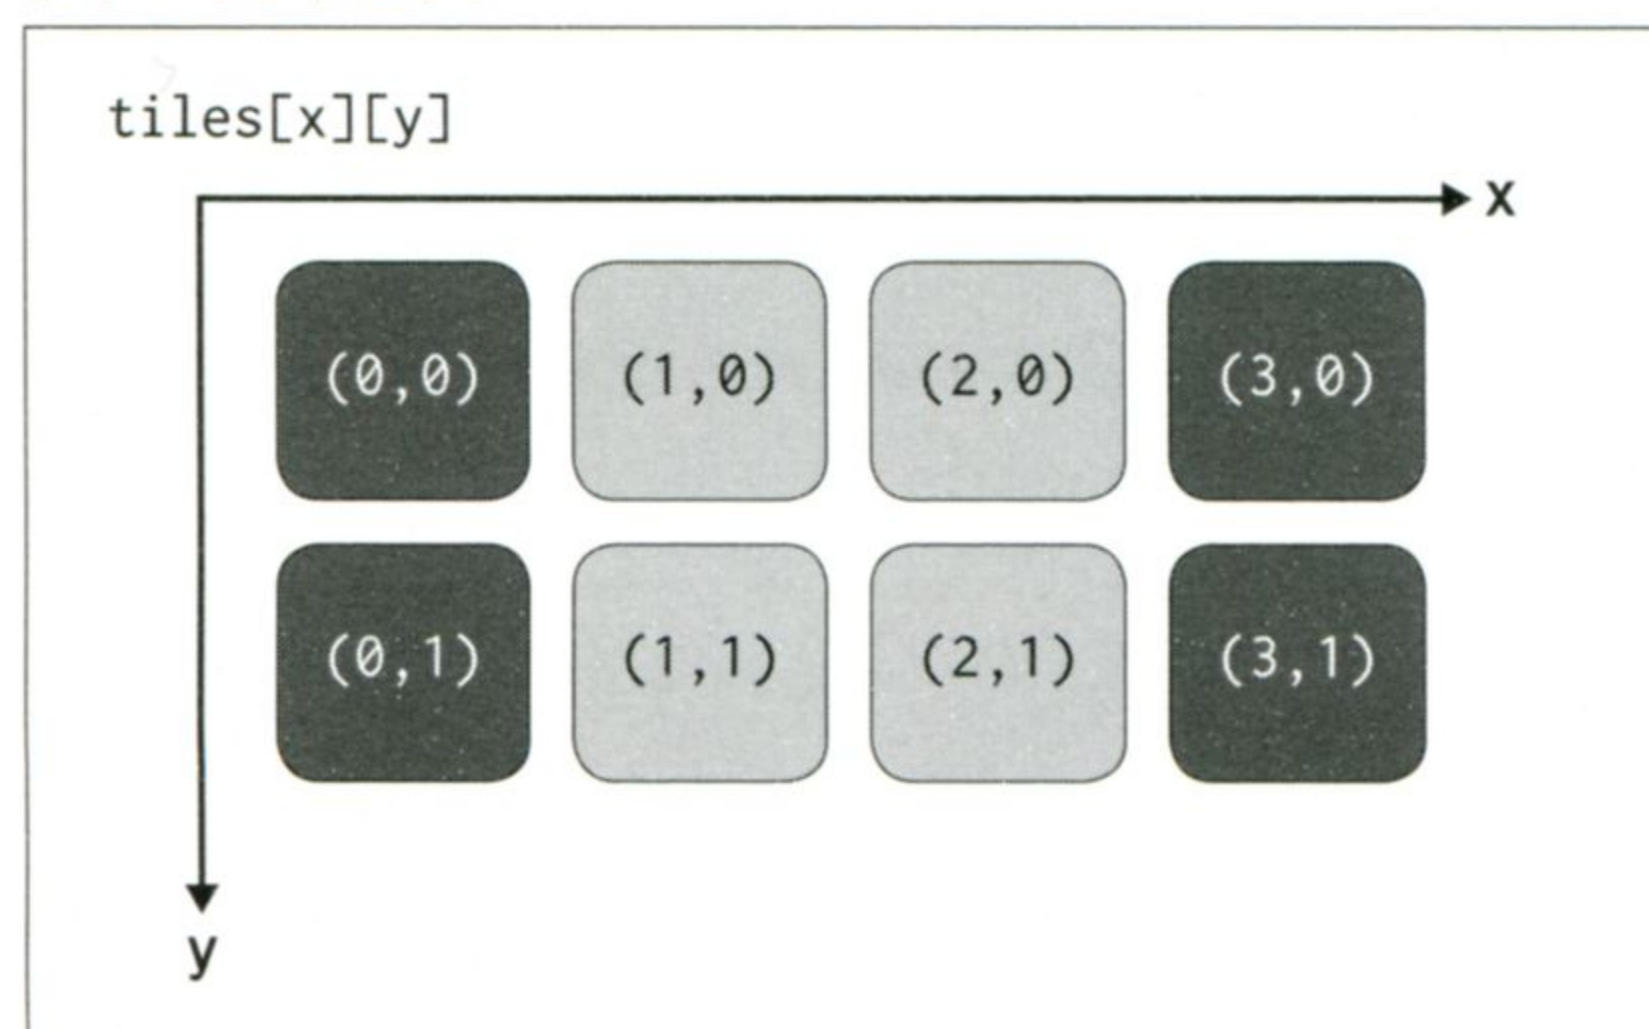 tiles[x][y]
x
(0,0) (1,0) (2,0) (3,0)
(0,1) (1,1) (2,1) (3,1)
y